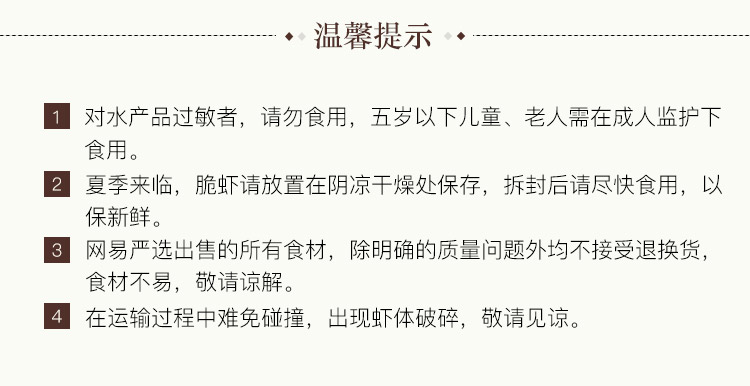 温馨提示
1 对水产品过敏者，请勿食用，五岁以下儿童、老人需在成人监护下
食用。
2 夏季来临，脆虾请放置在阴凉干燥处保存，拆封后请尽快食用，以
保新鲜。
3 网易严选出售的所有食材，除明确的质量问题外均不接受退换货，
食材不易，敬请谅解。
4 在运输过程中难免碰撞，出现虾体破碎，敬请见谅。